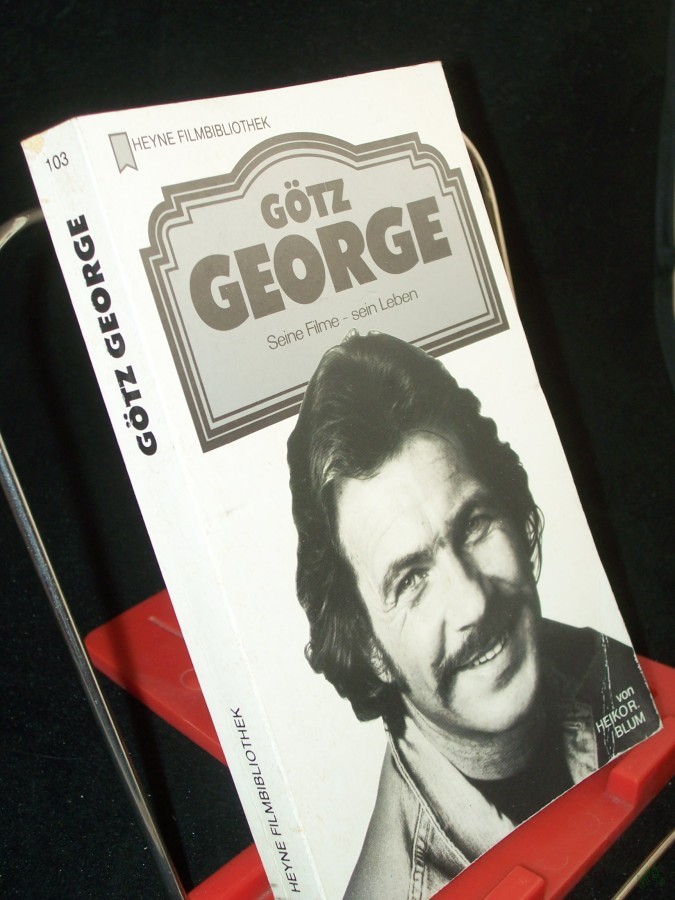 103
GÖTZ GEORGE
HEYNE FILMBIBLIOTHEK
HEYNE FILMBIBLIOTHEK
GÖTZ
GEORGE
Seine Filme - sein Leben
von
HEIKO R.
BLUM